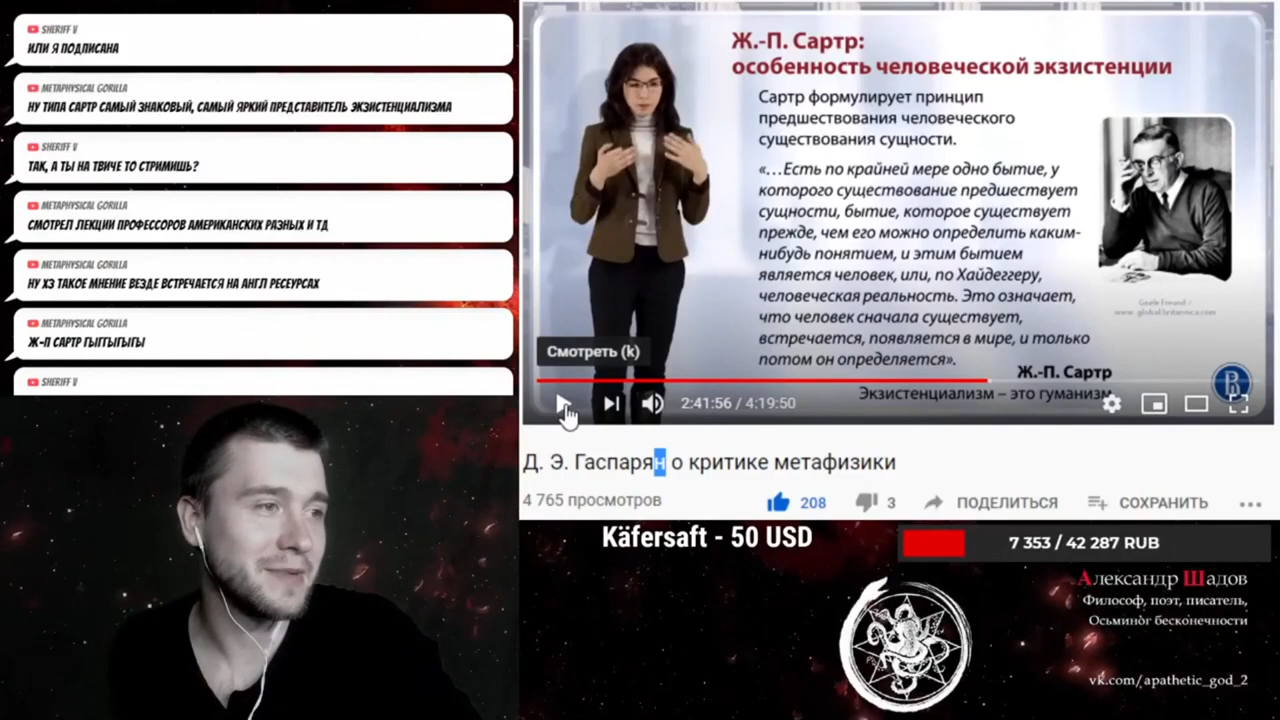 SHERIFF V
ИЛИ Я ПОДПИСАНА
METAPHYSICAL GORILLA
НУ ТИПА САРТР САМЫЙ ЗНАКОВЫЙ, САМЫЙ ЯРКИЙ ПРЕДСТАВИТЕЛЬ ЭКЗИСТЕНЦИАЛИЗМА
SHERIFF V
ТАК, А ТЫ НА ТВИЧЕ ТО СТРИМИШЬ?
METAPHYSICAL GORILLA
СМОТРЕЛ ЛЕКЦИИ ПРОФЕССОРОВ АМЕРИКАНСКИХ РАЗНЫХ И ТД
METAPHYSICAL GORILLA
НУ ХЗ ТАКОЕ МНЕНИЕ ВЕЗДЕ ВСТРЕЧАЕТСЯ НА АНГЛ РЕСЕУРСАХ
METAPHYSICAL GORILLA
Ж-П САРТР ГЫГГЫГЫГЫ
SHERIFF V
Ж.-П. Сартр:
особенность человеческой экзистенции
Сартр формулирует принцип
предшествования человеческого
существования сущности.
«…Есть по крайней мере одно бытие, у
которого существование предшествует
сущности, бытие, которое существует
прежде, чем его можно определить каким-
нибудь понятием, и этим бытием
является человек, или, по Хайдеггеру,
человеческая реальность. Это означает,
что человек сначала существует,
встречается, появляется в мире, и только
потом он определяется».
Ж.-П. Сартр
Экзистенциализм – это гуманизм
Gisèle Freund /
www.global.britannica.com
Смотреть (k)
2:41:56 / 4:19:50
Д. Э. Гаспарян о критике метафизики
4 765 просмотров
208
3
ПОДЕЛИТЬСЯ
СОХРАНИТЬ
Käfersaft - 50 USD
7 353 / 42 287 RUB
Александр Шадов
Философ, поэт, писатель,
Осьминог бесконечности
vk.com/apathetic_god_2